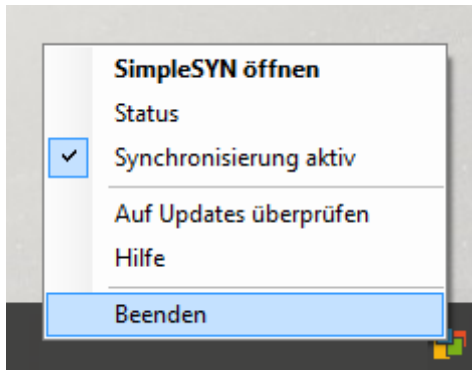 SimpleSYN öffnen
Status
Synchronisierung aktiv
Auf Updates überprüfen
Hilfe
Beenden